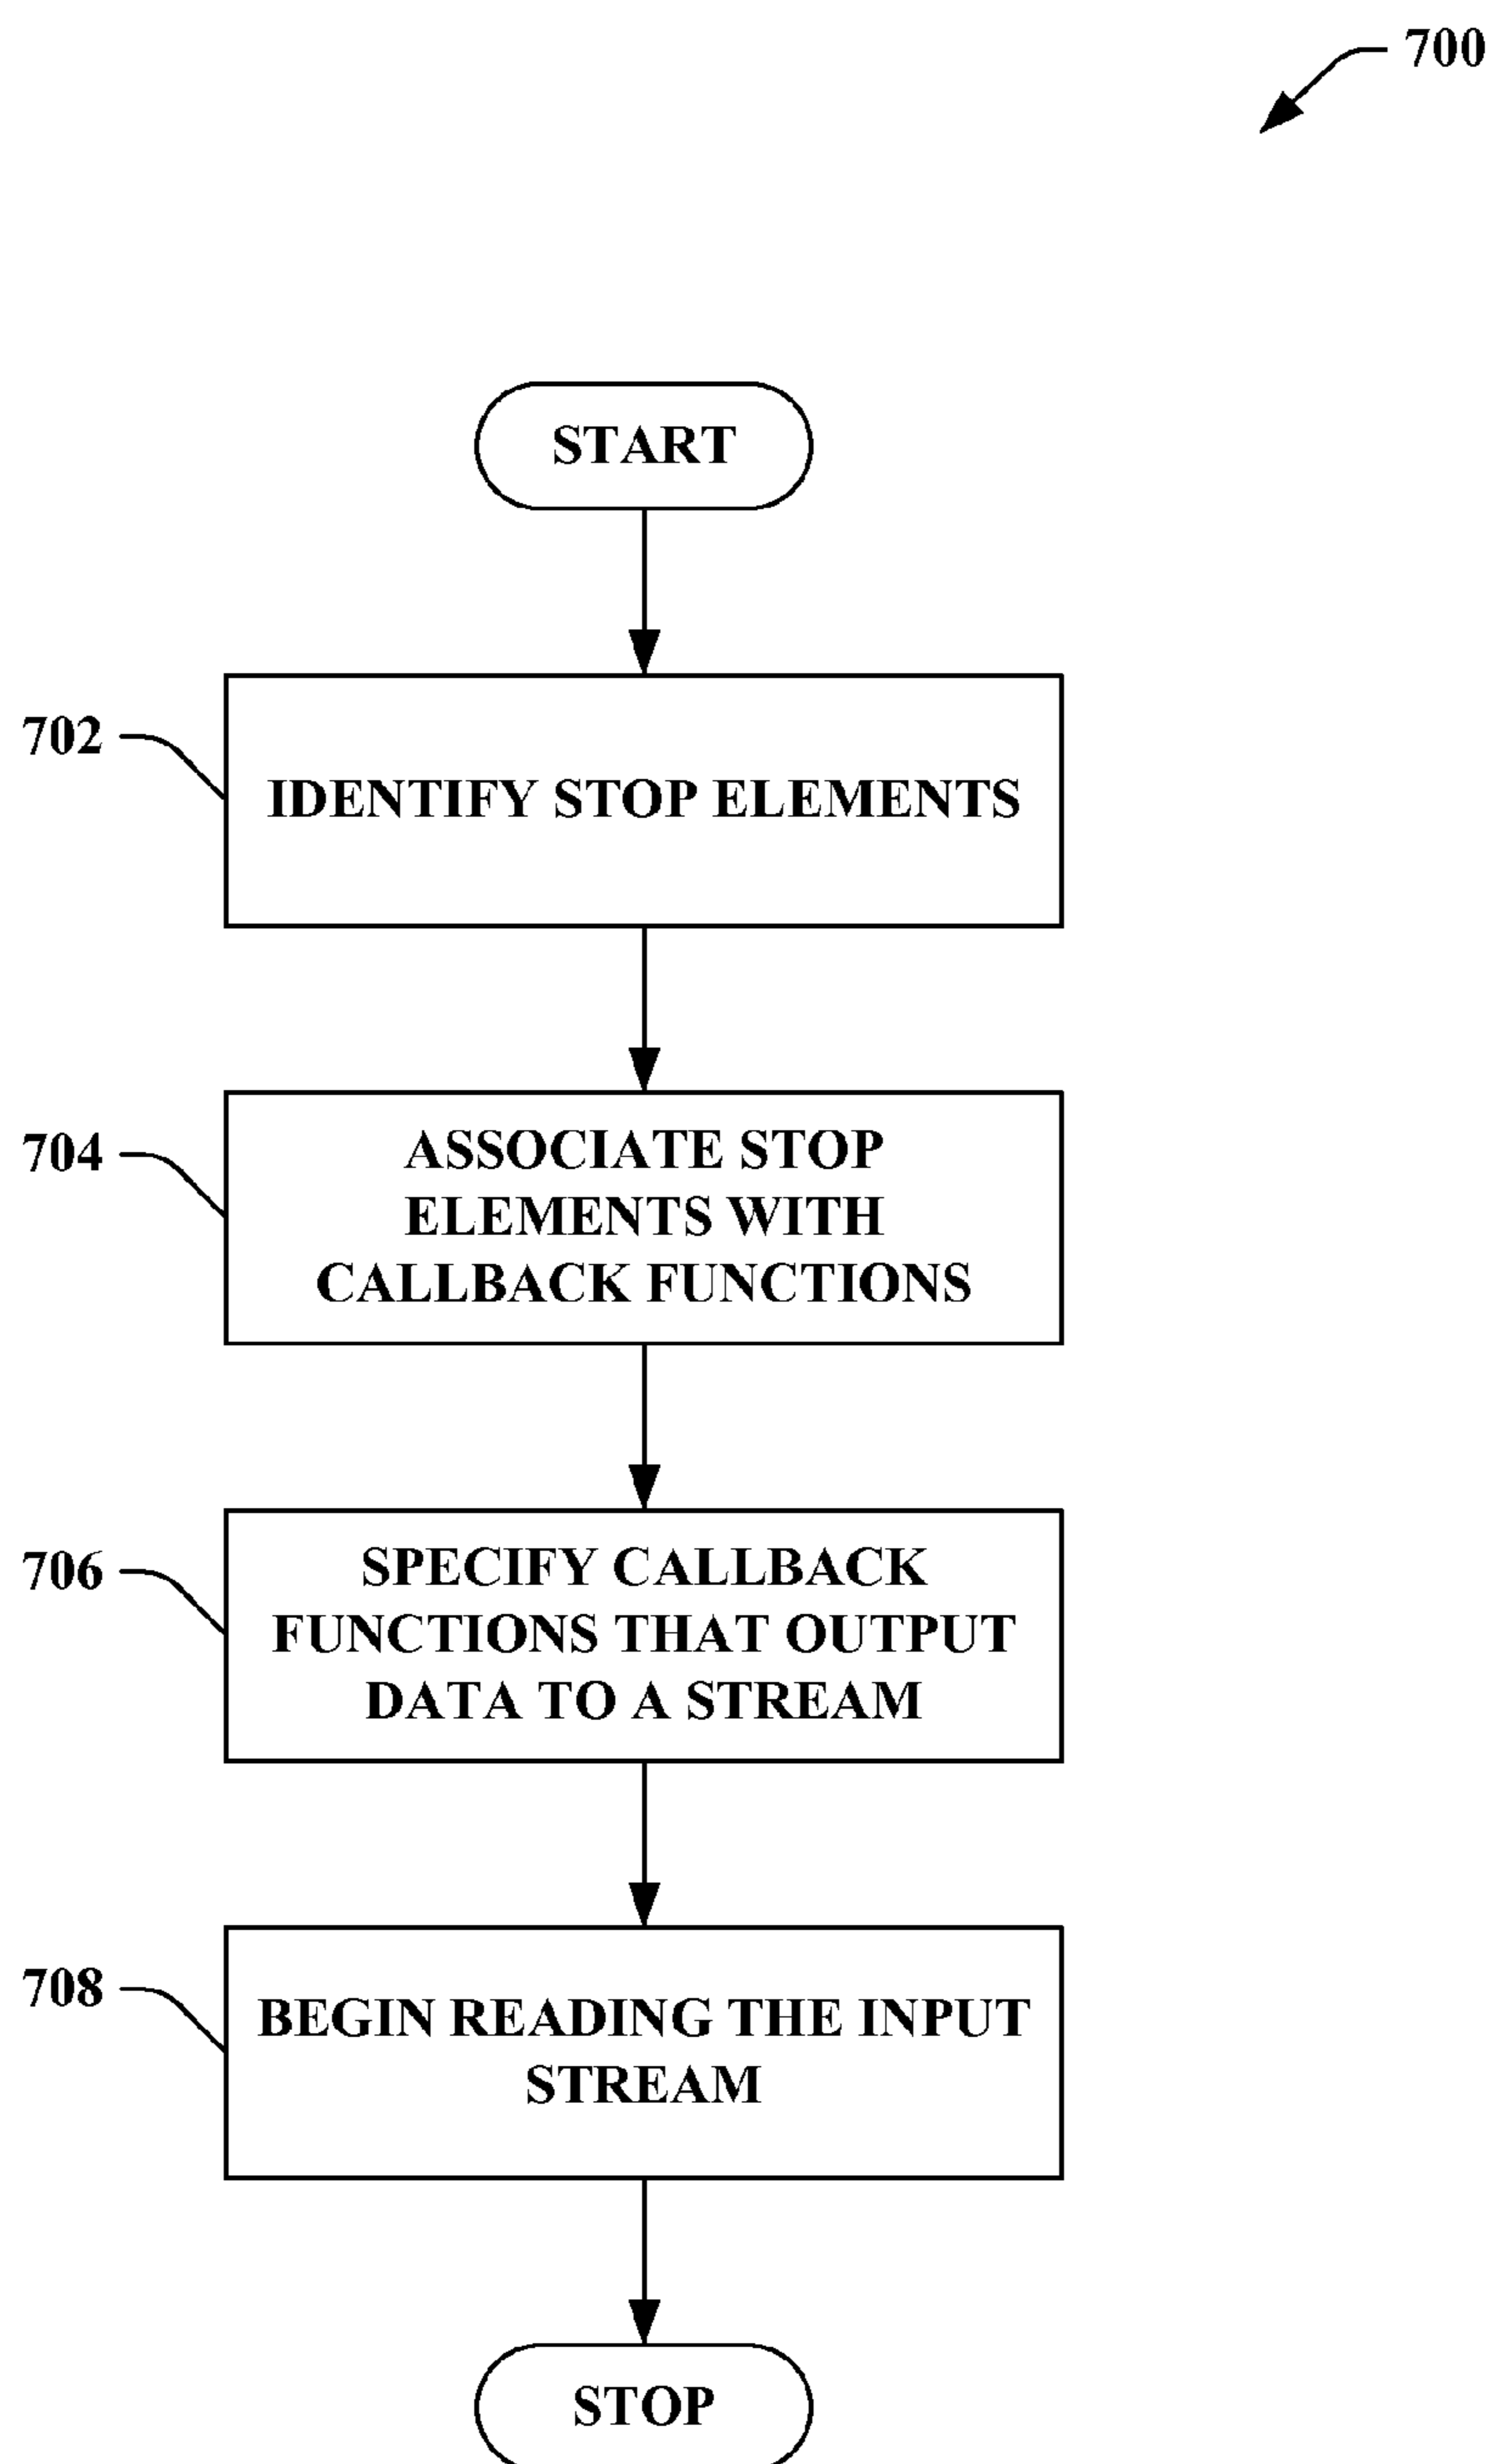 700
START
702
IDENTIFY STOP ELEMENTS
704
ASSOCIATE STOP
ELEMENTS WITH
CALLBACK FUNCTIONS
706
SPECIFY CALLBACK
FUNCTIONS THAT OUTPUT
DATA TO A STREAM
708
BEGIN READING THE INPUT
STREAM
STOP